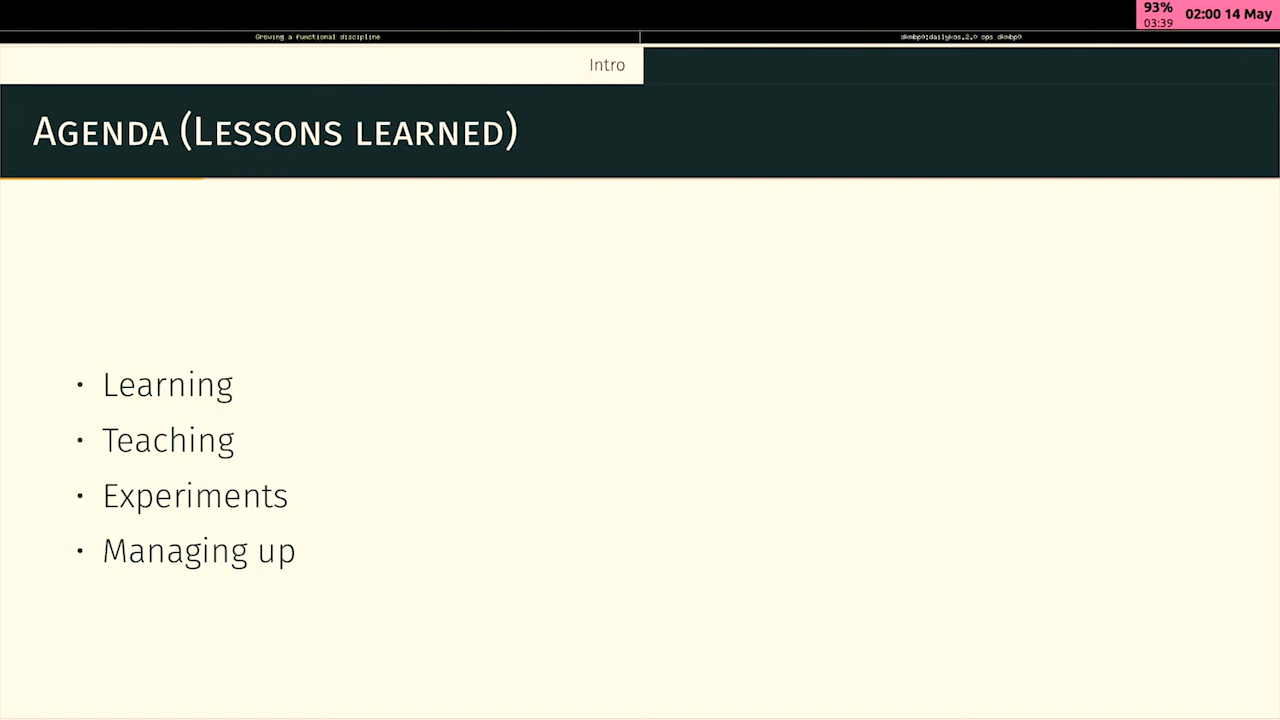 93%
03:39
02:00 14 May
Growing a functional discipline
Intro
Agenda (Lessons learned)
• Learning
• Teaching
• Experiments
• Managing up